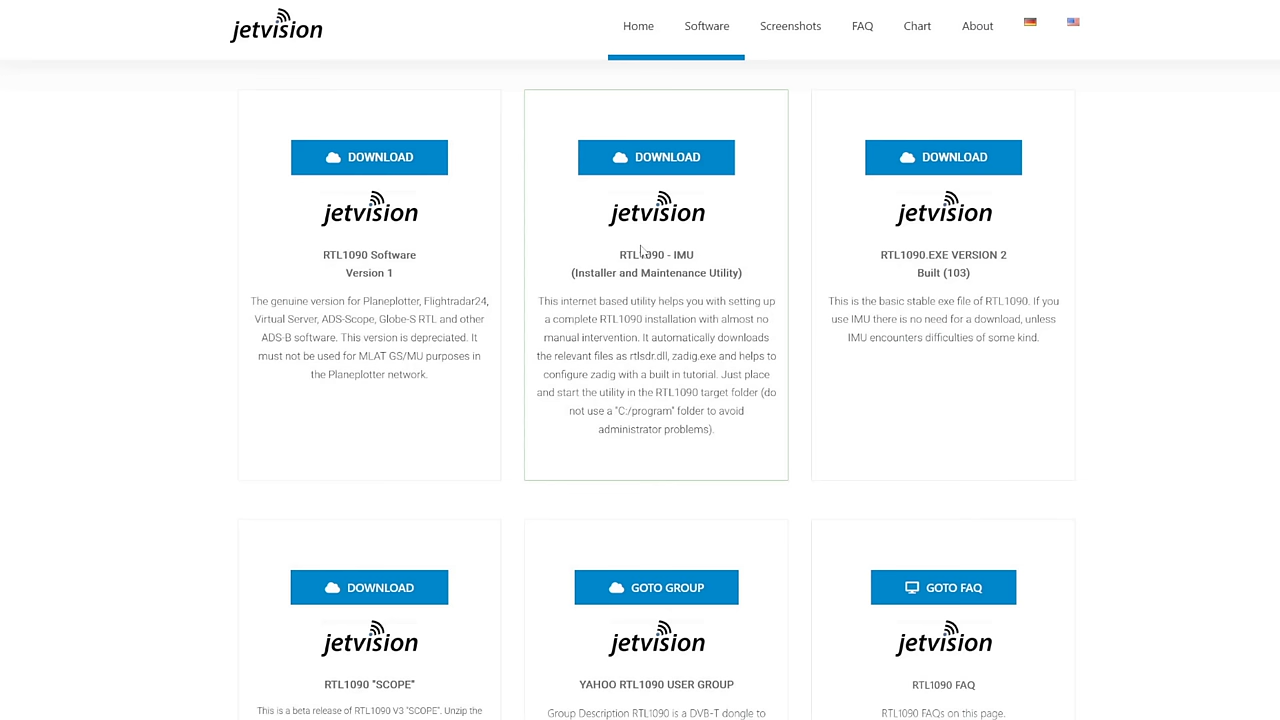 jetvision
Home Software Screenshots FAQ Chart About
DOWNLOAD
jetvision
RTL1090 Software
Version 1
The genuine version for Planeplotter, Flightradar24,
Virtual Server, ADS-Scope, Globe-S RTL and other
ADS-B software. This version is depreciated. It
must not be used for MLAT GS/MU purposes in
the Planeplotter network.
DOWNLOAD
jetvision
RTL1090 - IMU
(Installer and Maintenance Utility)
This internet based utility helps you with setting up
a complete RTL1090 installation with almost no
manual intervention. It automatically downloads
the relevant files as rtlsdr.dll, zadig.exe and helps to
configure zadig with a built in tutorial. Just place
and start the utility in the RTL1090 target folder (do
not use a "C:/program" folder to avoid
administrator problems).
DOWNLOAD
jetvision
RTL1090.EXE VERSION 2
Built (103)
This is the basic stable exe file of RTL1090. If you
use IMU there is no need for a download, unless
IMU encounters difficulties of some kind.
DOWNLOAD
jetvision
RTL1090 "SCOPE"
This is a beta release of RTL1090 V3 "SCOPE". Unzip the
GOTO GROUP
jetvision
YAHOO RTL1090 USER GROUP
Group Description RTL1090 is a DVB-T dongle to
GOTO FAQ
jetvision
RTL1090 FAQ
RTL1090 FAQs on this page.